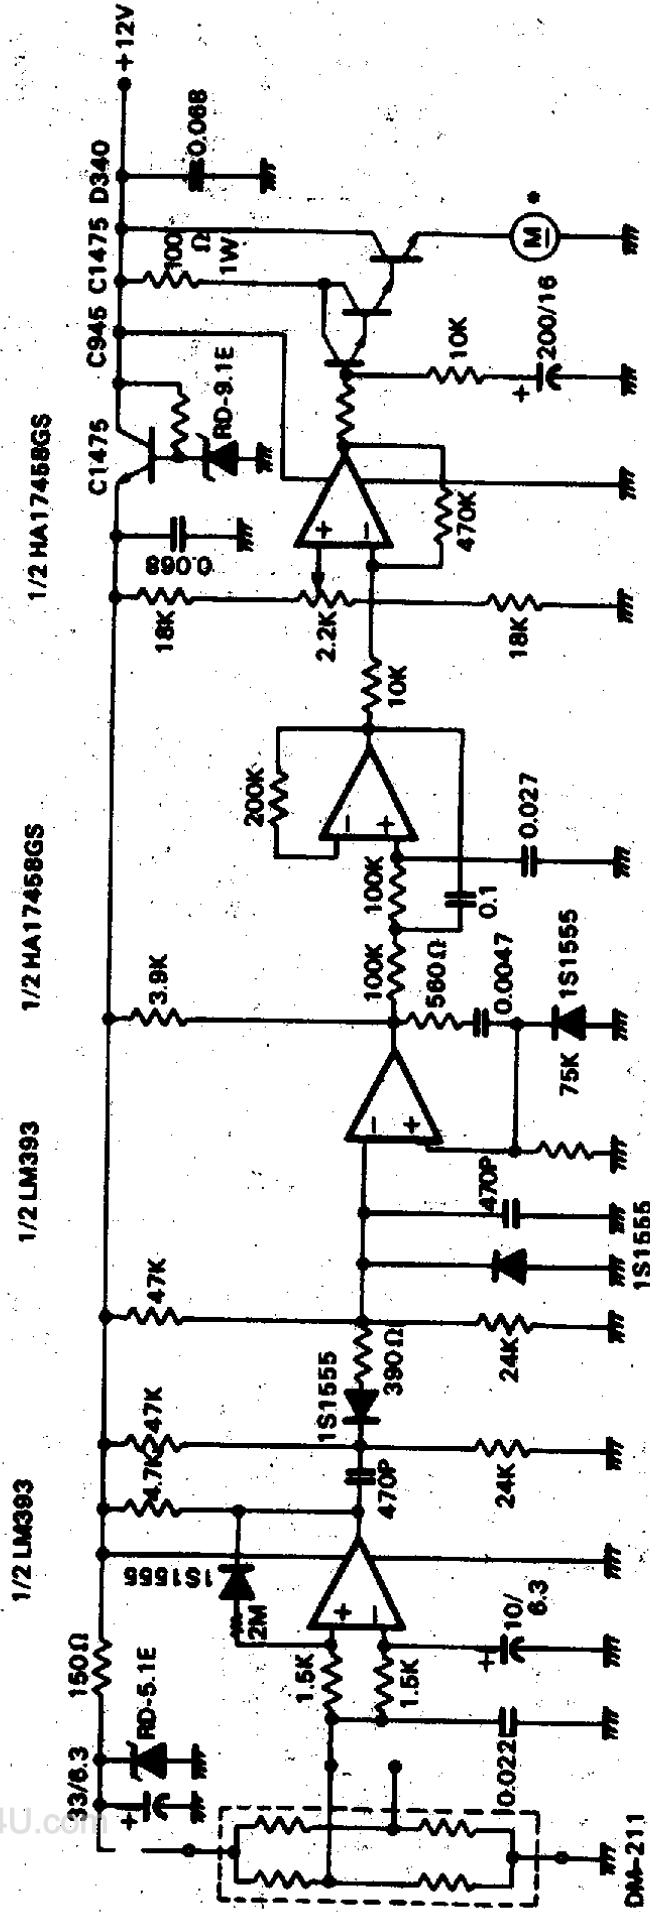 1/2 LM393
1/2 LM393
1/2 HA17458GS
1/2 HA17458GS
C1475
C945
C1475
D340
+12V
33/6.3
RD-5.1E
150Ω
1S1555
2M
4.7K
47K
47K
3.9K
18K
0.068
RD-9.1E
100
Ω
1W
0.068
1.5K
1.5K
+
−
470P
1S1555
390Ω
−
+
100K
100K
200K
−
+
10K
2.2K
+
−
470K
10K
+
200/16
M
*
DM-211
0.022
+
10/
6.3
24K
24K
1S1555
470P
75K
1S1555
560Ω
0.0047
0.1
0.027
18K
+
4U.com